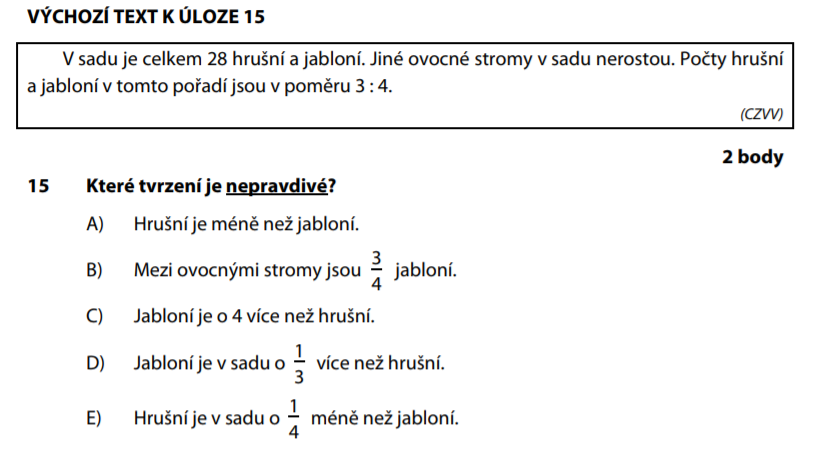 VÝCHOZÍ TEXT K ÚLOZE 15
V sadu je celkem 28 hrušní a jabloní. Jiné ovocné stromy v sadu nerostou. Počty hrušní
a jabloní v tomto pořadí jsou v poměru 3 : 4.
(CZVV)
2 body
15 Které tvrzení je nepravdivé?
A) Hrušní je méně než jabloní.
B) Mezi ovocnými stromy jsou 3/4 jabloní.
C) Jabloní je o 4 více než hrušní.
D) Jabloní je v sadu o 1/3 více než hrušní.
E) Hrušní je v sadu o 1/4 méně než jabloní.